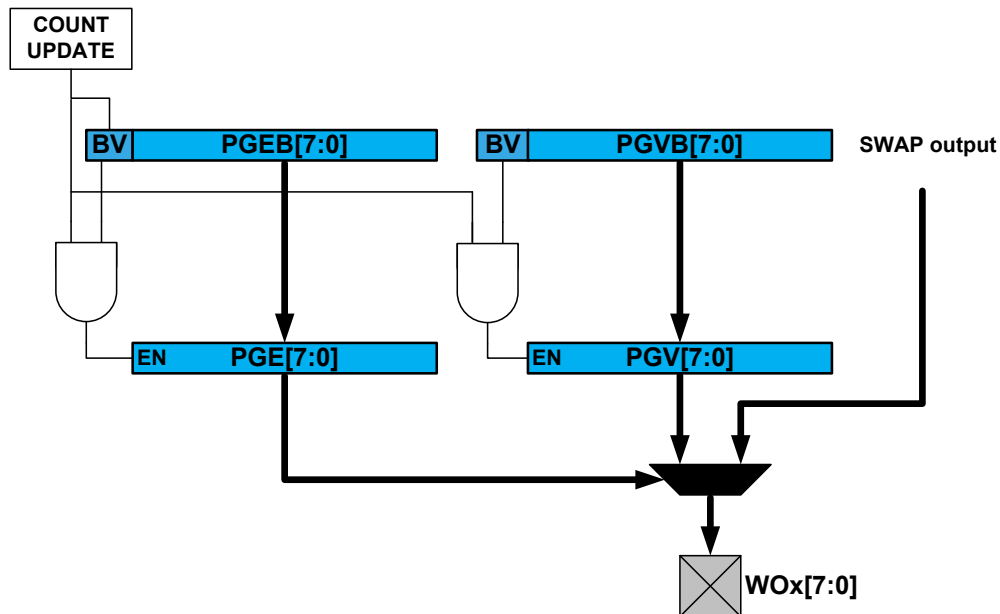 COUNT
UPDATE
BV PGEB[7:0] BV PGVB[7:0] SWAP output
EN PGE[7:0] EN PGV[7:0]
WOx[7:0]